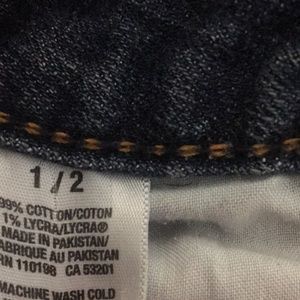 1 / 2
99% COTTON/COTON
1% LYCRA/LYCRA®
MADE IN PAKISTAN/
FABRIQUE AU PAKISTAN
RN 110198 CA 53201
MACHINE WASH COLD